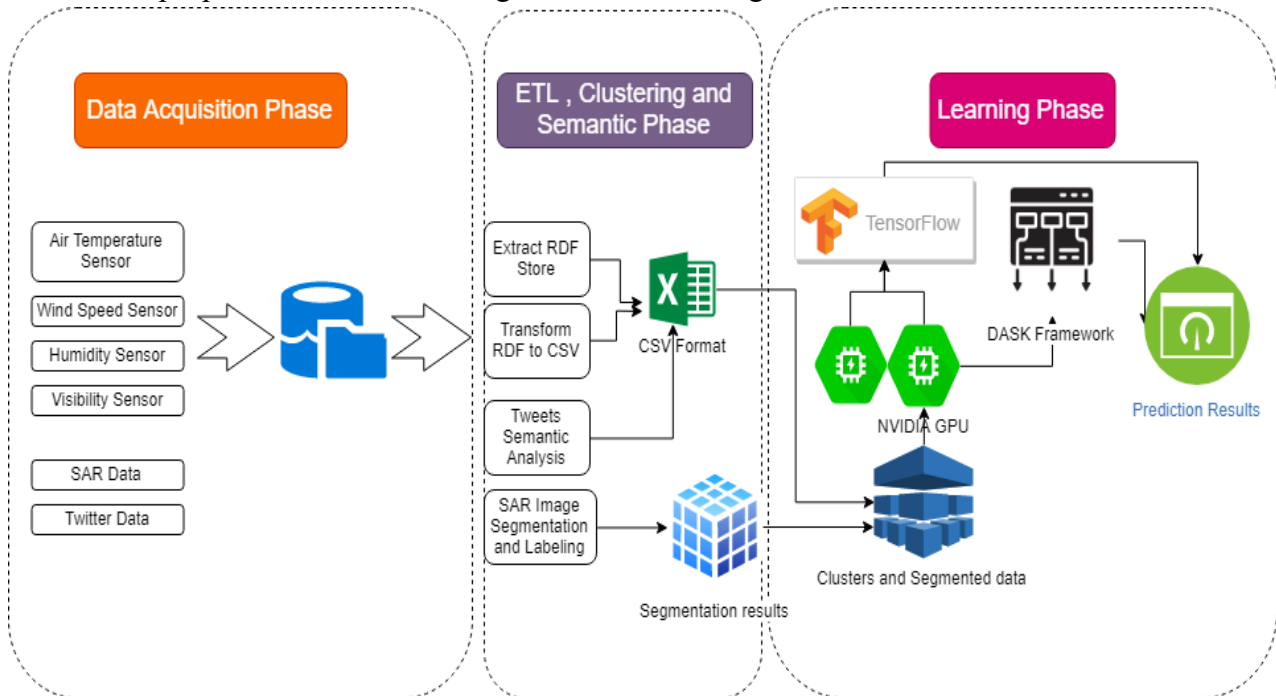 Data Acquisition Phase
Air Temperature
Sensor
Wind Speed Sensor
Humidity Sensor
Visibility Sensor
SAR Data
Twitter Data
ETL , Clustering and
Semantic Phase
Extract RDF
Store
Transform
RDF to CSV
Tweets
Semantic
Analysis
SAR Image
Segmentation
and Labeling
X
CSV Format
Segmentation results
Learning Phase
TensorFlow
DASK Framework
NVIDIA GPU
Clusters and Segmented data
Prediction Results